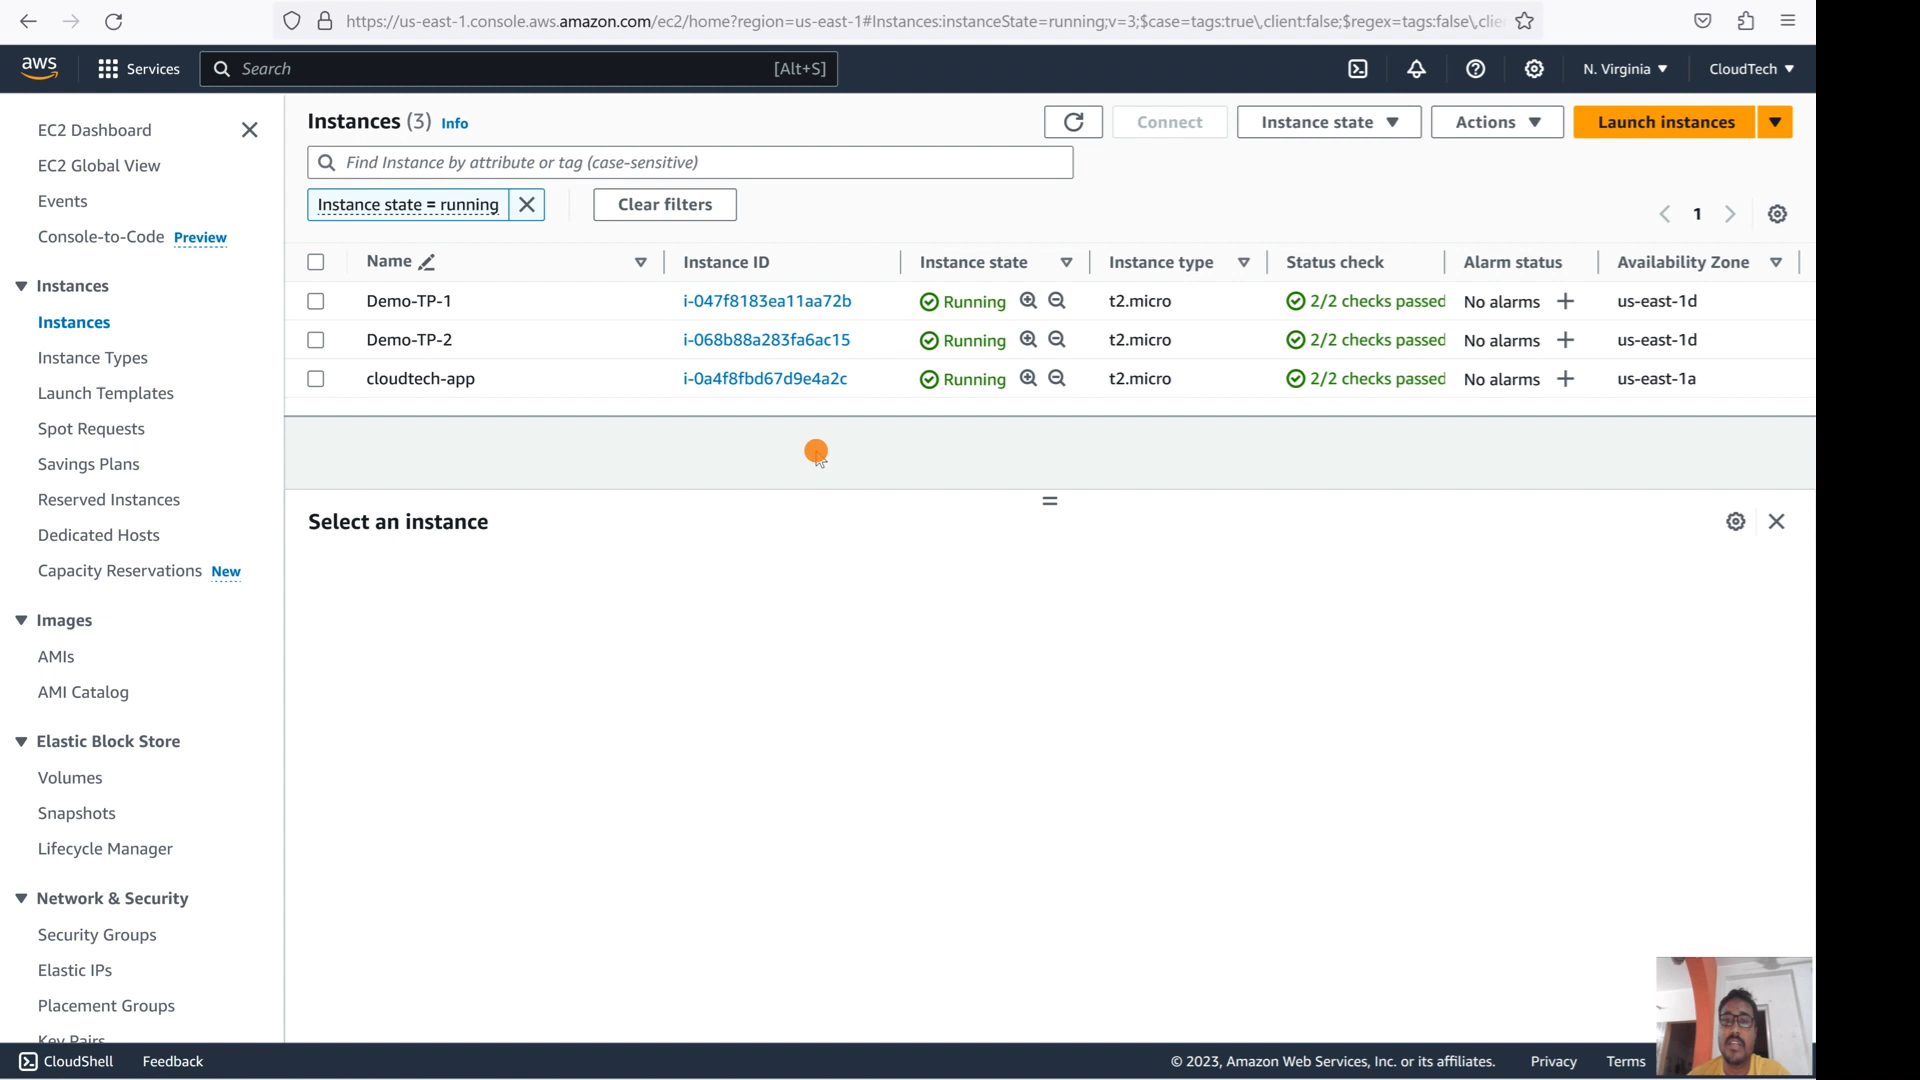 https://us-east-1.console.aws.amazon.com/ec2/home?region=us-east-1#Instances:instanceState=running;v=3;$case=tags:true\,client:false;$regex=tags:false\,clie
aws Services Search [Alt+S] N. Virginia CloudTech
EC2 Dashboard
EC2 Global View
Events
Console-to-Code Preview
Instances
Instances
Instance Types
Launch Templates
Spot Requests
Savings Plans
Reserved Instances
Dedicated Hosts
Capacity Reservations New
Images
AMIs
AMI Catalog
Elastic Block Store
Volumes
Snapshots
Lifecycle Manager
Network & Security
Security Groups
Elastic IPs
Placement Groups
Key Pairs
Instances (3) Info Connect Instance state Actions Launch instances
Find Instance by attribute or tag (case-sensitive)
Instance state = running Clear filters 1
Name Instance ID Instance state Instance type Status check Alarm status Availability Zone
Demo-TP-1 i-047f8183ea11aa72b Running t2.micro 2/2 checks passed No alarms us-east-1d
Demo-TP-2 i-068b88a283fa6ac15 Running t2.micro 2/2 checks passed No alarms us-east-1d
cloudtech-app i-0a4f8fbd67d9e4a2c Running t2.micro 2/2 checks passed No alarms us-east-1a
Select an instance
CloudShell Feedback © 2023, Amazon Web Services, Inc. or its affiliates. Privacy Terms